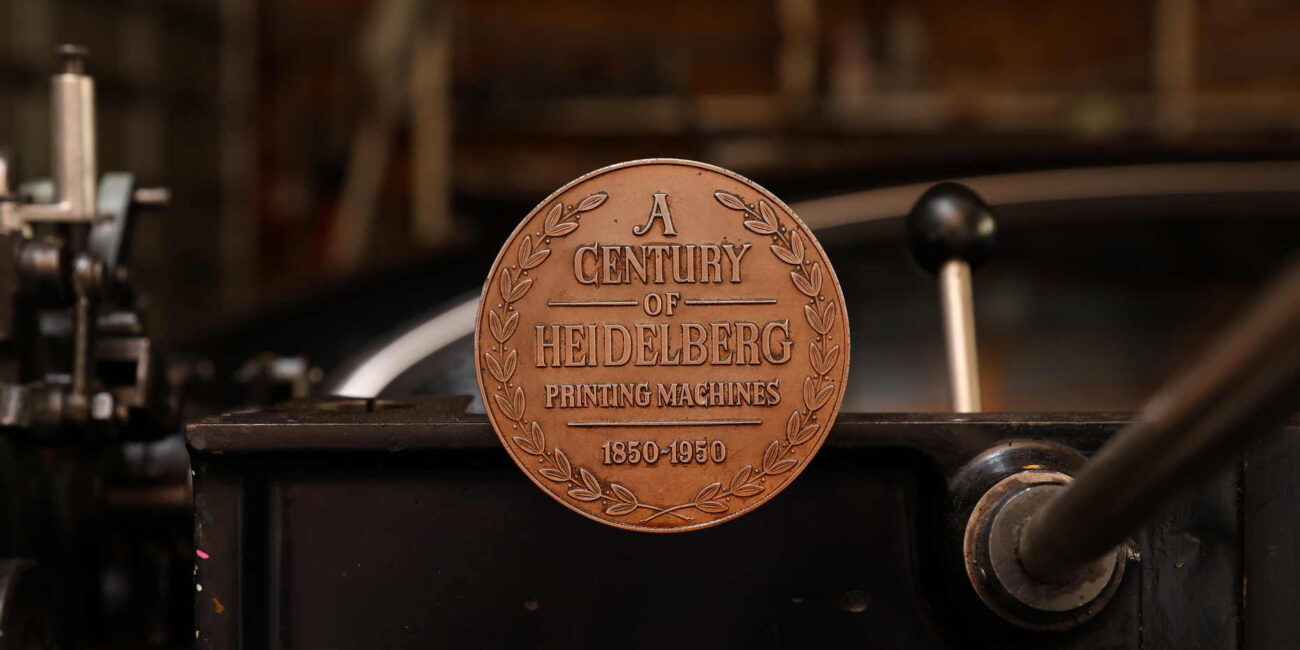 A
CENTURY
OF
HEIDELBERG
PRINTING MACHINES
1850-1950